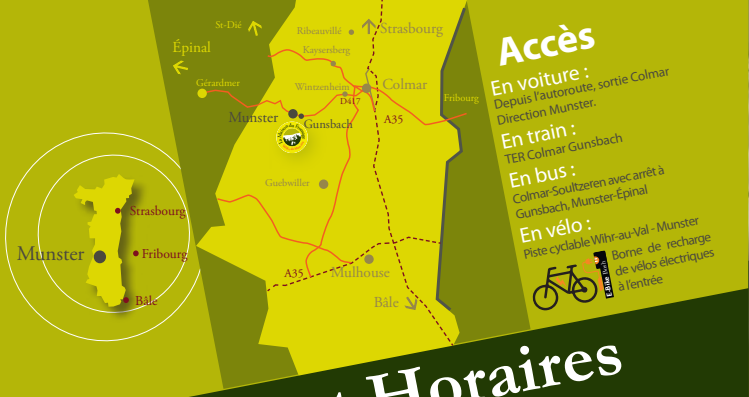 St-Dié
Épinal
Gérardmer
Ribeauvillé
Strasbourg
Kaysersberg
Wintzenheim
Colmar
D417
Fribourg
Munster
Gunsbach
A35
Guebwiller
A35
Mulhouse
Bâle
Strasbourg
Munster
Fribourg
Bâle
Accès
En voiture :
Depuis l'autoroute, sortie Colmar
Direction Munster.
En train :
TER Colmar Gunsbach
En bus :
Colmar-Soultzeren avec arrêt à
Gunsbach, Munster-Épinal
En vélo :
Piste cyclable Wihr-au-Val - Munster
Borne de recharge
de vélos électriques
à l'entrée
E-Bike
t Horaires